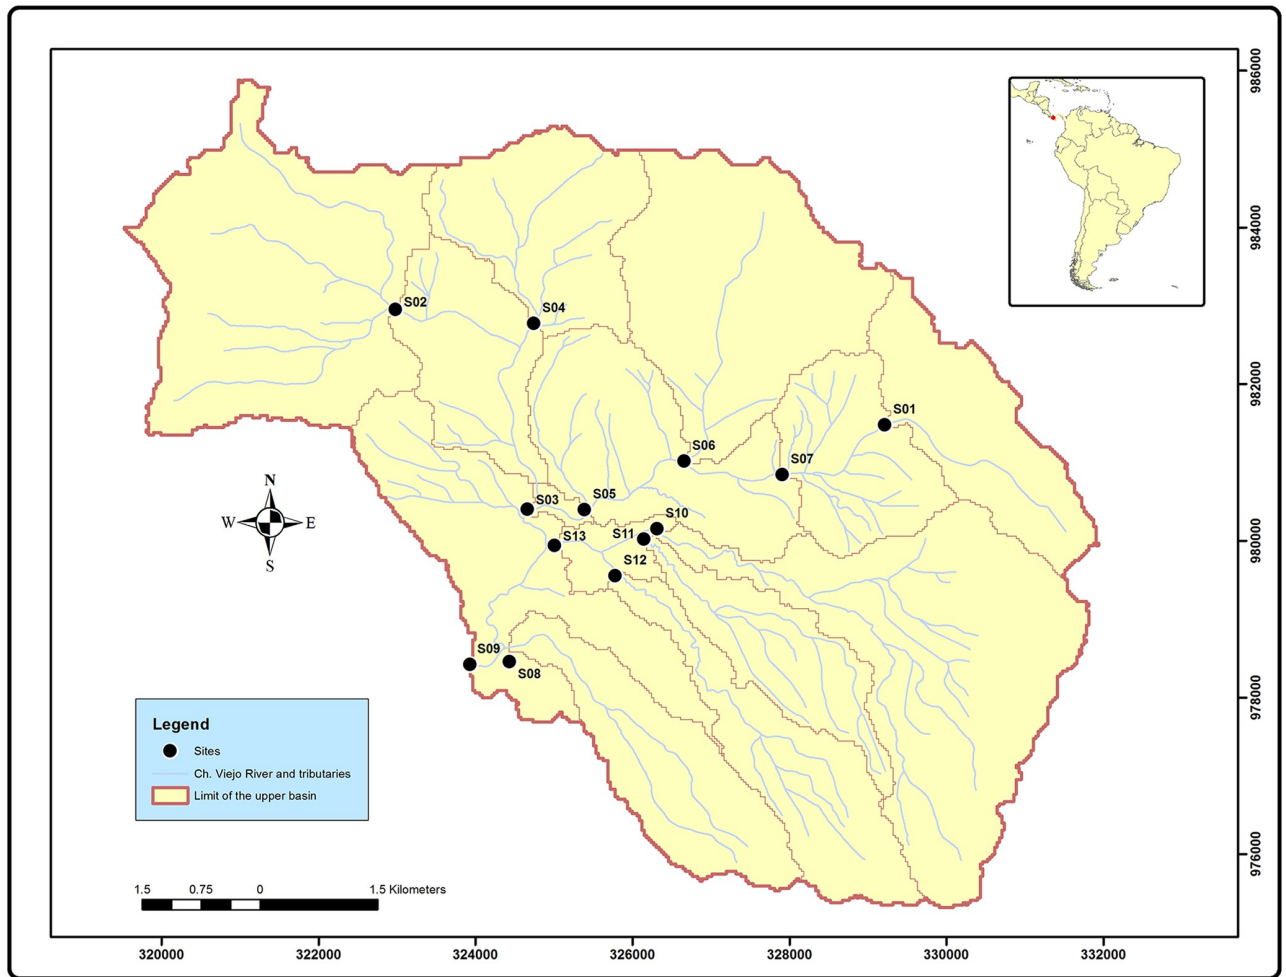 986000
984000
982000
980000
978000
976000
S02
S04
S01
S06
S07
S03
S05
S10
S11
S13
S12
S09
S08
N
W
E
S
Legend
Sites
Ch. Viejo River and tributaries
Limit of the upper basin
1.5 0.75 0 1.5 Kilometers
320000 322000 324000 326000 328000 330000 332000